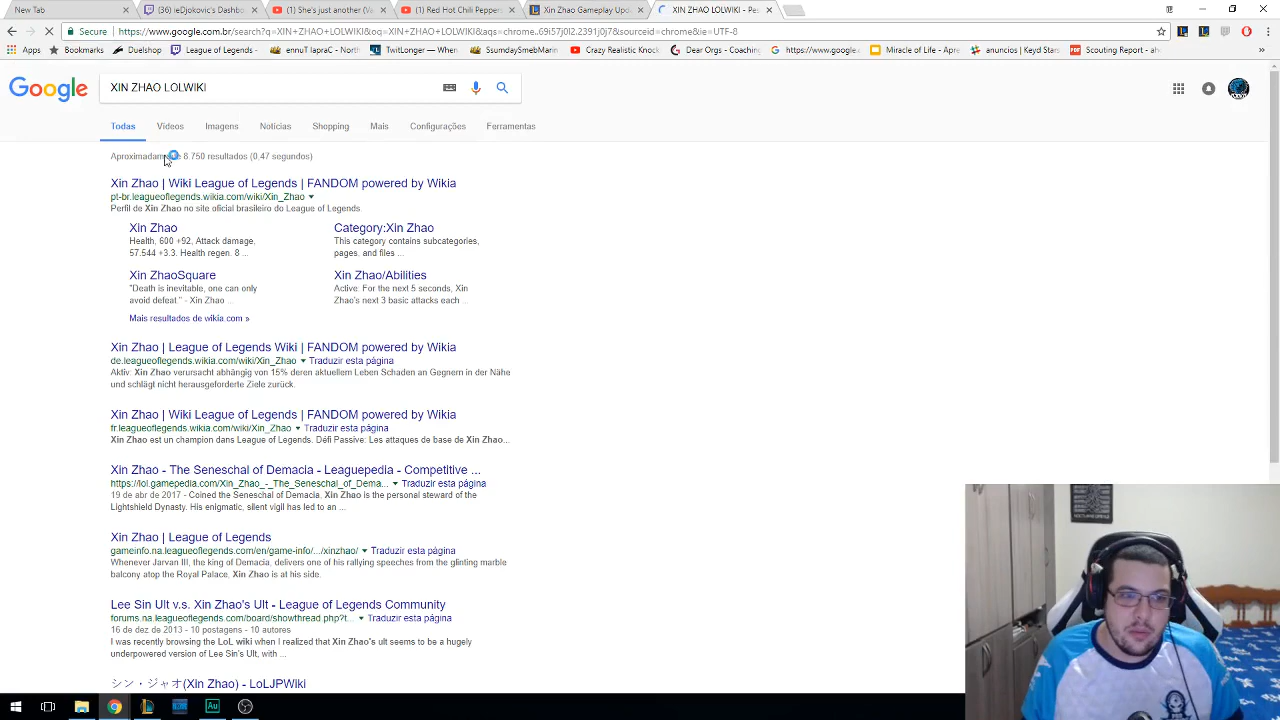 New Tab
(36) ieDjokovic's Dashbo
(1) She's just another (W
(1) Red Hot Chili Peppers
Xin Zhao Gameplay Upd
XIN ZHAO LOLWIKI - Pes
Secure
https://www.google.com.br/search?q=XIN+ZHAO+LOLWIKI&oq=XIN+ZHAO+LOLWIKI&aqs=chrome..69i57j0l2.2391j0j7&sourceid=chrome&ie=UTF-8
Apps
Bookmarks
Duelshop
League of Legends -
ennuT lapraC - North
TwitLonger — When
SsumdaySmebMarin
Crazy Realistic Knock
Dear Orgs - Coaching
https://www.google.c
Miracle of Life - Apre
anuncios | Keyd Stars
Scouting Report - ah
Google
XIN ZHAO LOLWIKI
Todas
Vídeos
Imagens
Notícias
Shopping
Mais
Configurações
Ferramentas
8.750 resultados (0,47 segundos)
Xin Zhao | Wiki League of Legends | FANDOM powered by Wikia
pt-br.leagueoflegends.wikia.com/wiki/Xin_Zhao
Perfil de Xin Zhao no site oficial brasileiro do League of Legends.
Xin Zhao
Health, 600 +92, Attack damage,
57.544 +3.3. Health regen. 8 ...
Category:Xin Zhao
This category contains subcategories,
pages, and files ...
Xin ZhaoSquare
"Death is inevitable, one can only
avoid defeat." - Xin Zhao ...
Xin Zhao/Abilities
Active: For the next 5 seconds, Xin
Zhao's next 3 basic attacks each ...
Mais resultados de wikia.com »
Xin Zhao | League of Legends Wiki | FANDOM powered by Wikia
de.leagueoflegends.wikia.com/wiki/Xin_Zhao
Traduzir esta página
Aktiv: Xin Zhao verursacht abhängig von 15% deren aktuellem Leben Schaden an Gegnern in der Nähe
und schlägt nicht herausgeforderte Ziele zurück.
Xin Zhao | Wiki League of Legends | FANDOM powered by Wikia
fr.leagueoflegends.wikia.com/wiki/Xin_Zhao
Traduzir esta página
Xin Zhao est un champion dans League of Legends. Défi Passive: Les attaques de base de Xin Zhao...
Xin Zhao - The Seneschal of Demacia - Leaguepedia - Competitive ...
https://lol.gamepedia.com/Xin_Zhao_-_The_Seneschal_of_Dema...
Traduzir esta página
19 de abr de 2017 - Coined the Seneschal of Demacia, Xin Zhao is the personal steward of the
Lightshield Dynasty. His enigmatic, silent vigil has led to an ...
Xin Zhao | League of Legends
gameinfo.na.leagueoflegends.com/en/game-info/.../xinzhao/
Traduzir esta página
Whenever Jarvan III, the king of Demacia, delivers one of his rallying speeches from the glinting marble
balcony atop the Royal Palace, Xin Zhao is at his side.
Lee Sin Ult v.s. Xin Zhao's Ult - League of Legends Community
forums.na.leagueoflegends.com/board/showthread.php?t...
Traduzir esta página
16 de dez de 2013 - 10 postagens - 10 autores
I was recently browsing the LoL wiki when I realized that Xin Zhao's ult seems to be a hugely
underpowered version of Lee Sin's Ult, with ...
シン・ジャオ(Xin Zhao) - LoLJPWiki